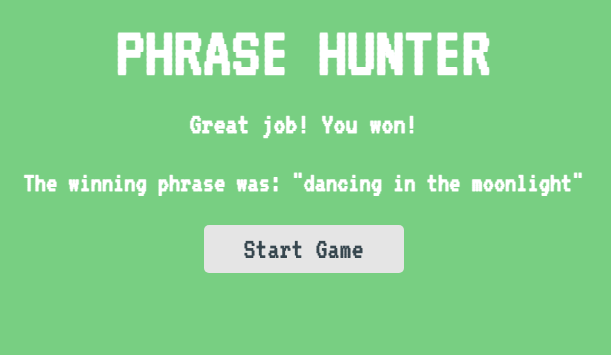 PHRASE HUNTER
Great job! You won!
The winning phrase was: "dancing in the moonlight"
Start Game